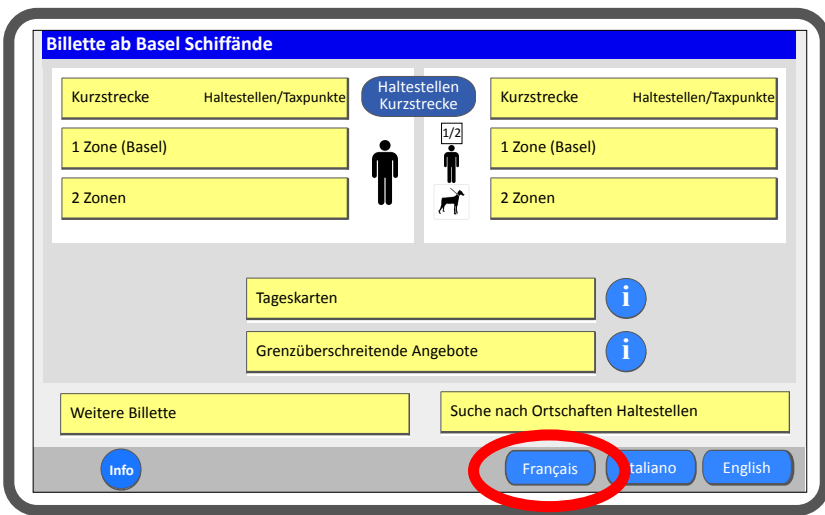 Billette ab Basel Schiffände
Kurzstrecke Haltestellen/Taxpunkte
Haltestellen
Kurzstrecke
Kurzstrecke Haltestellen/Taxpunkte
1 Zone (Basel)
1/2
1 Zone (Basel)
2 Zonen
2 Zonen
Tageskarten
i
Grenzüberschreitende Angebote
i
Weitere Billette
Suche nach Ortschaften Haltestellen
Info
Français
taliano
English